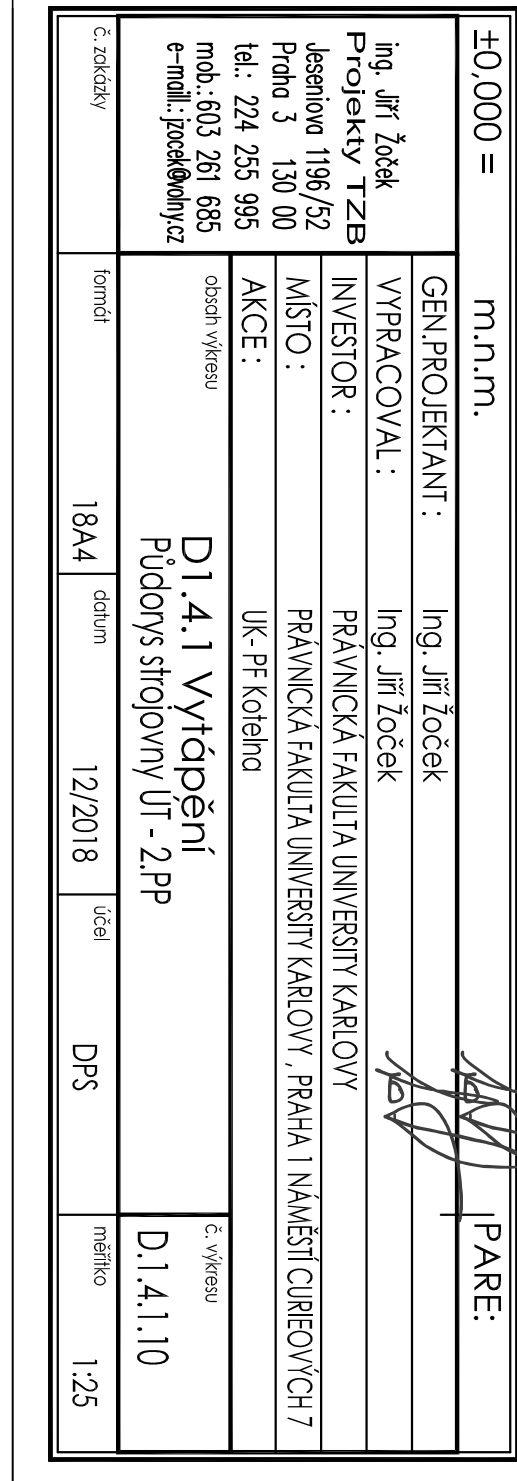 ±0,000 = m.n.m. PARE:
ing. Jiří Žoček
Projekty TZB
Jeseniova 1196/52
Praha 3 130 00
tel.: 224 255 995
mob.: 603 261 685
e-maill.: jzocek@volny.cz
GEN.PROJEKTANT : Ing. Jiří Žoček
VYPRACOVAL : Ing. Jiří Žoček
INVESTOR : PRÁVNICKÁ FAKULTA UNIVERSITY KARLOVY
MÍSTO : PRÁVNICKÁ FAKULTA UNIVERSITY KARLOVY , PRAHA 1 NÁMĚSTÍ CURIEOVÝCH 7
AKCE : UK- PF Kotelna
obsah výkresu
D1.4.1 Vytápění
Půdorys strojovny ÚT - 2.PP
č. výkresu
D.1.4.1.10
č. zakázky
formát 18A4
datum 12/2018
účel DPS
měřítko 1:25